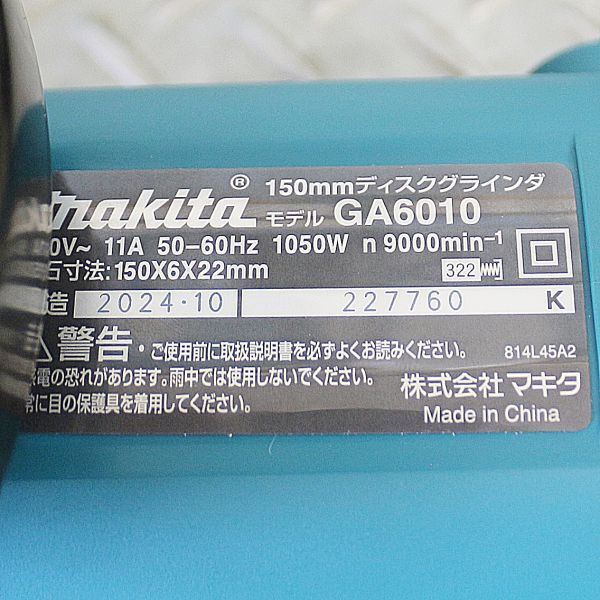 makita® 150mmディスクグラインダ
モデル GA6010
0V~ 11A 50-60Hz 1050W n 9000min-1
石寸法:150X6X22mm 322
造 2024・10 227760 K
警告・ご使用前に取扱説明書を必ずよくお読みください。 814L45A2
電の恐れがあります。雨中では使用しないでください。
常に目の保護具を着用してください。
株式会社 マキタ
Made in China